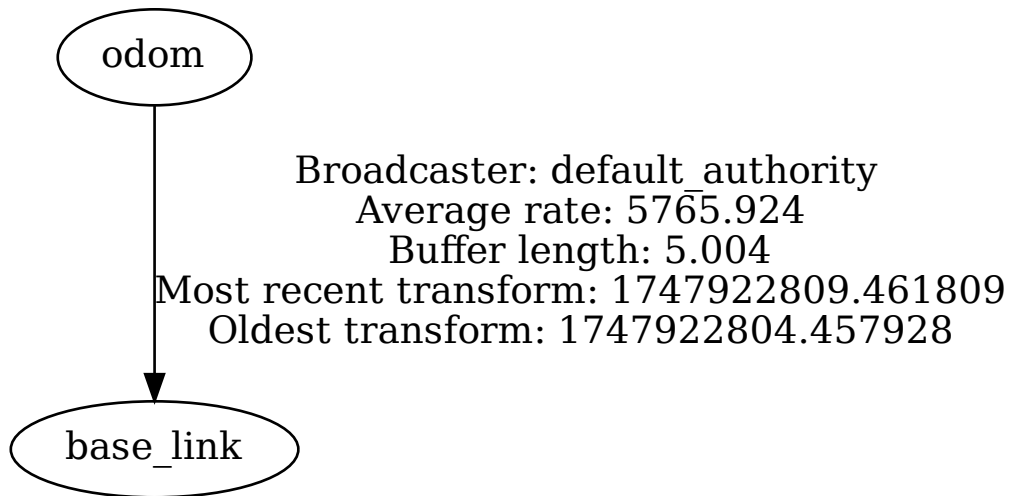 odom
Broadcaster: default_authority
Average rate: 5765.924
Buffer length: 5.004
Most recent transform: 1747922809.461809
Oldest transform: 1747922804.457928
base_link